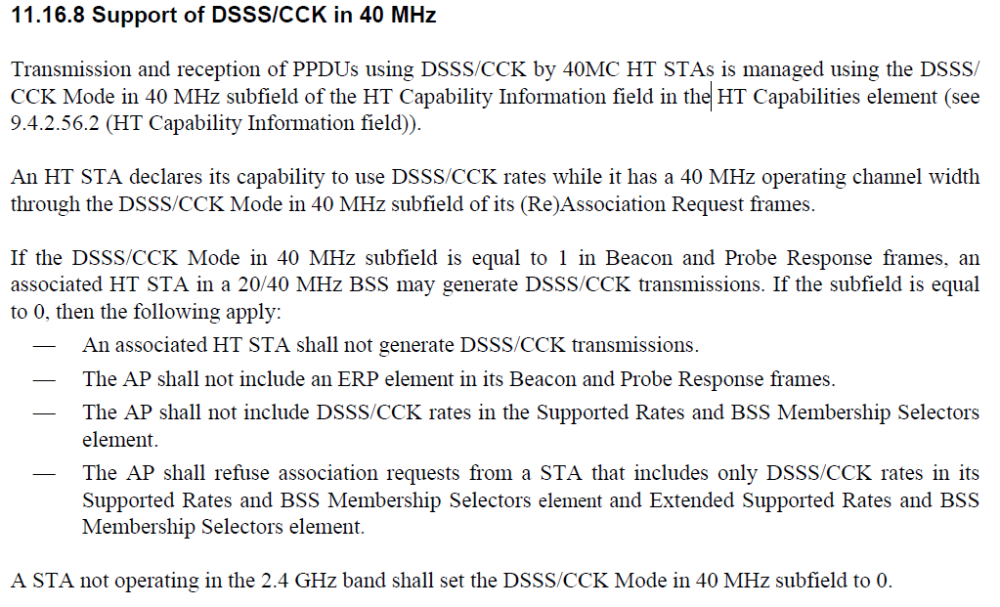 11.16.8 Support of DSSS/CCK in 40 MHz
Transmission and reception of PPDUs using DSSS/CCK by 40MC HT STAs is managed using the DSSS/
CCK Mode in 40 MHz subfield of the HT Capability Information field in the HT Capabilities element (see
9.4.2.56.2 (HT Capability Information field)).
An HT STA declares its capability to use DSSS/CCK rates while it has a 40 MHz operating channel width
through the DSSS/CCK Mode in 40 MHz subfield of its (Re)Association Request frames.
If the DSSS/CCK Mode in 40 MHz subfield is equal to 1 in Beacon and Probe Response frames, an
associated HT STA in a 20/40 MHz BSS may generate DSSS/CCK transmissions. If the subfield is equal
to 0, then the following apply:
— An associated HT STA shall not generate DSSS/CCK transmissions.
— The AP shall not include an ERP element in its Beacon and Probe Response frames.
— The AP shall not include DSSS/CCK rates in the Supported Rates and BSS Membership Selectors
element.
— The AP shall refuse association requests from a STA that includes only DSSS/CCK rates in its
Supported Rates and BSS Membership Selectors element and Extended Supported Rates and BSS
Membership Selectors element.
A STA not operating in the 2.4 GHz band shall set the DSSS/CCK Mode in 40 MHz subfield to 0.